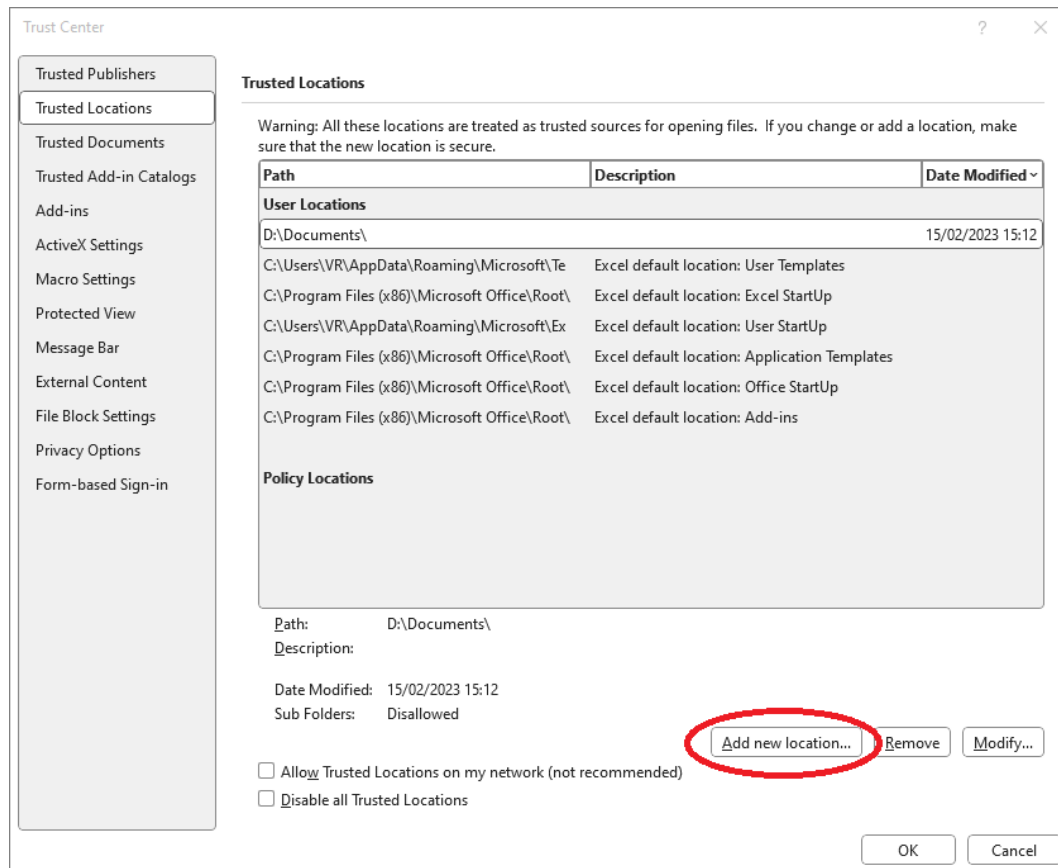 Trust Center
Trusted Publishers
Trusted Locations
Trusted Documents
Trusted Add-in Catalogs
Add-ins
ActiveX Settings
Macro Settings
Protected View
Message Bar
External Content
File Block Settings
Privacy Options
Form-based Sign-in
Trusted Locations
Warning: All these locations are treated as trusted sources for opening files. If you change or add a location, make
sure that the new location is secure.
Path Description Date Modified
User Locations
D:\Documents\ 15/02/2023 15:12
C:\Users\VR\AppData\Roaming\Microsoft\Te Excel default location: User Templates
C:\Program Files (x86)\Microsoft Office\Root\ Excel default location: Excel StartUp
C:\Users\VR\AppData\Roaming\Microsoft\Ex Excel default location: User StartUp
C:\Program Files (x86)\Microsoft Office\Root\ Excel default location: Application Templates
C:\Program Files (x86)\Microsoft Office\Root\ Excel default location: Office StartUp
C:\Program Files (x86)\Microsoft Office\Root\ Excel default location: Add-ins
Policy Locations
Path: D:\Documents\
Description:
Date Modified: 15/02/2023 15:12
Sub Folders: Disallowed
Add new location... Remove Modify...
Allow Trusted Locations on my network (not recommended)
Disable all Trusted Locations
OK Cancel